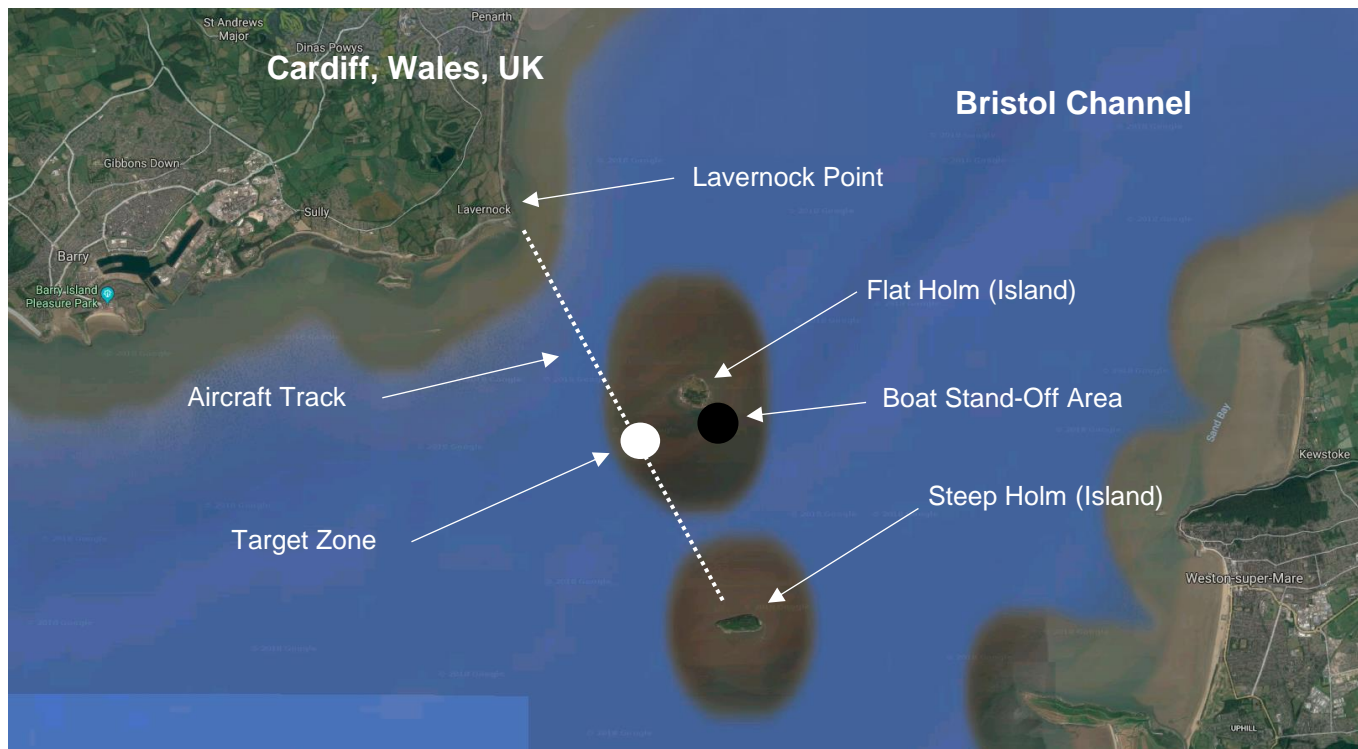 St Andrews
Major
Penarth
Dinas Powys
Cardiff, Wales, UK
Bristol Channel
Gibbons Down
Lavernock Point
Lavernock
Sully
Barry
Barry Island
Pleasure Park
Flat Holm (Island)
Aircraft Track
Boat Stand-Off Area
Sand Bay
Kewstoke
Steep Holm (Island)
Target Zone
Weston-super-Mare
UPHILL